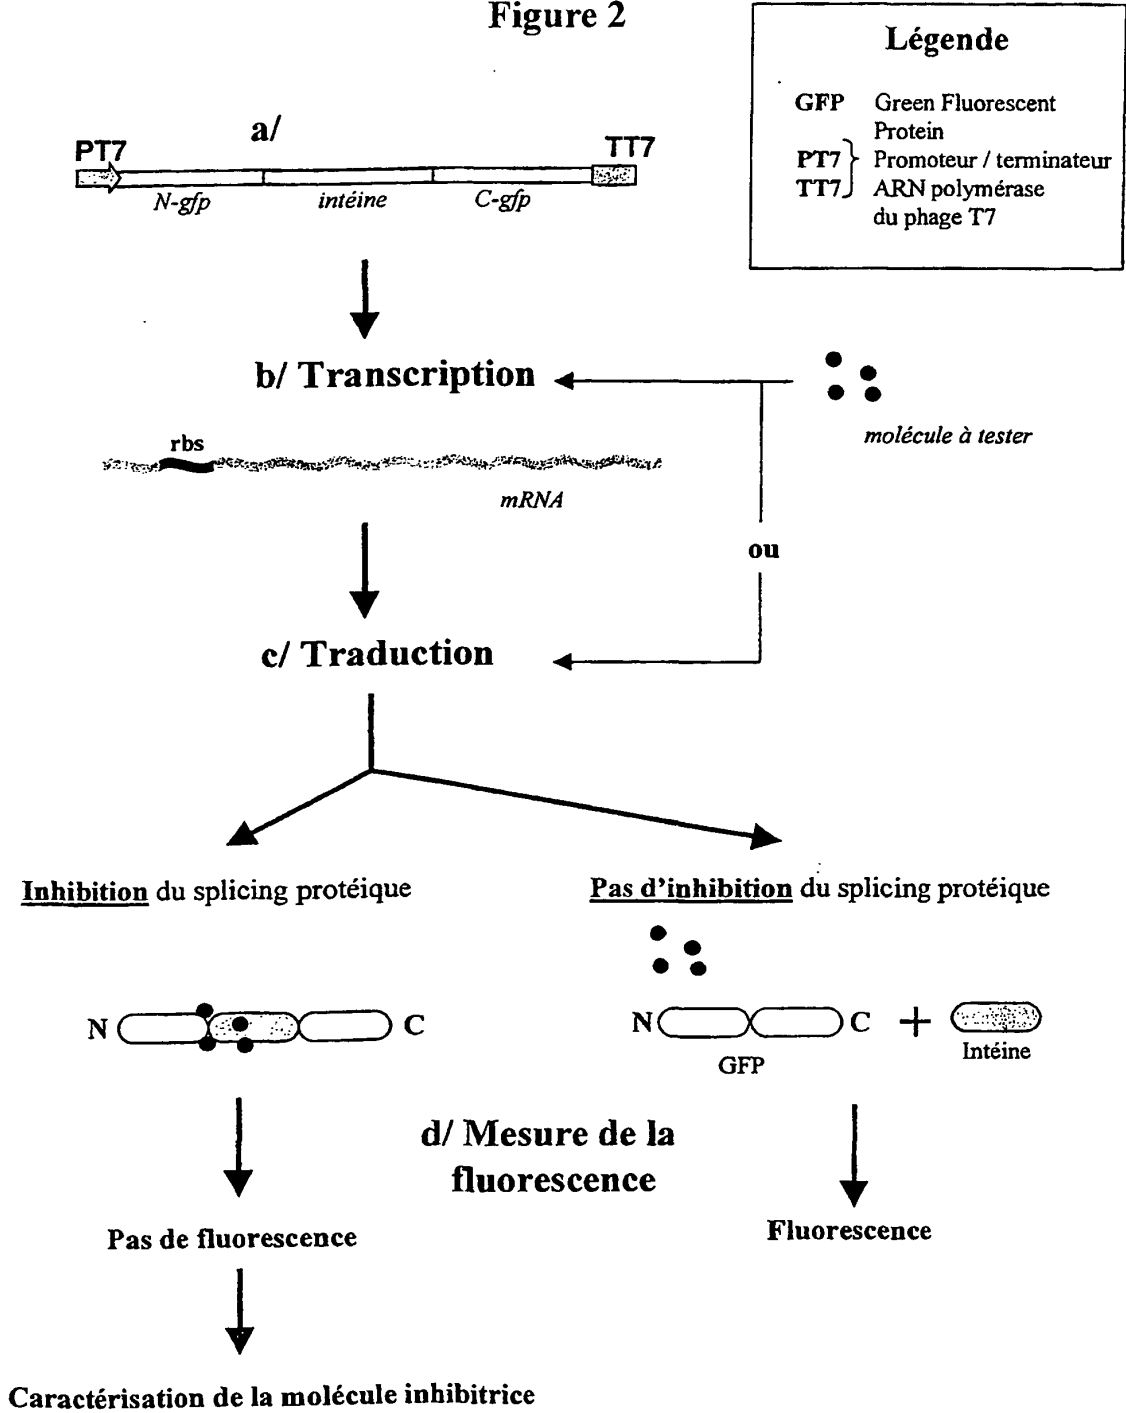 Figure 2
Légende
GFP Green Fluorescent
Protein
PT7 Promoteur / terminateur
TT7 ARN polymérase
du phage T7
a/
PT7 TT7
N-gfp intéine C-gfp
b/ Transcription
molécule à tester
rbs
mRNA
ou
c/ Traduction
Inhibition du splicing protéique
Pas d'inhibition du splicing protéique
N C
N C + 
GFP
Intéine
d/ Mesure de la
fluorescence
Pas de fluorescence
Fluorescence
Caractérisation de la molécule inhibitrice